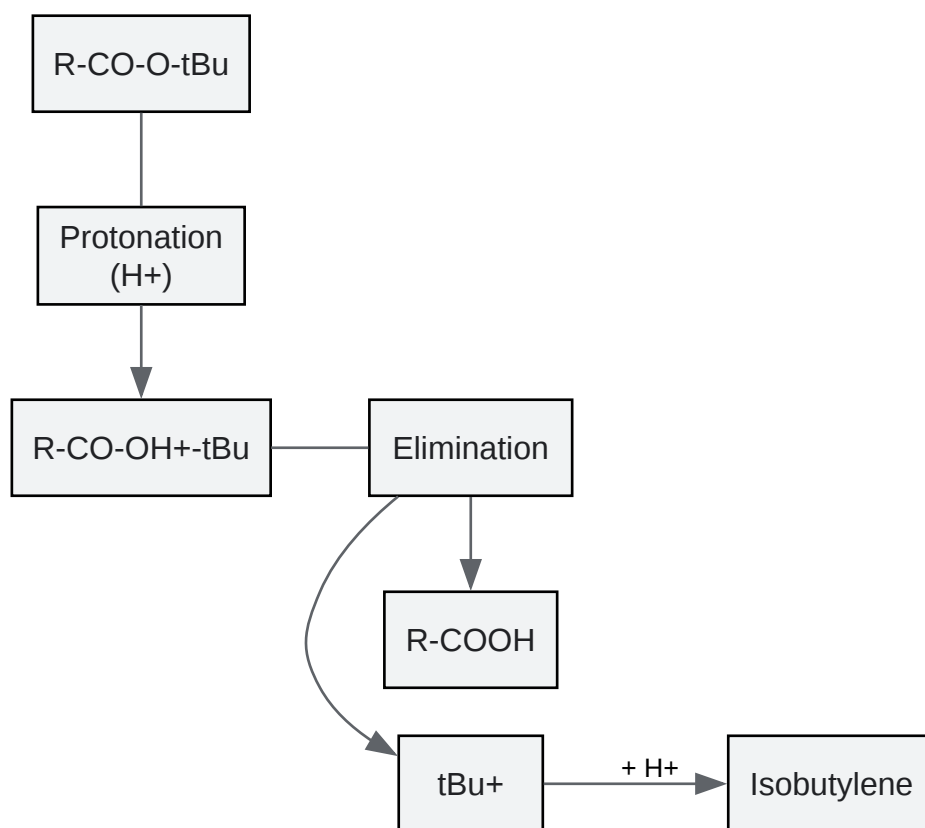 R-CO-O-tBu
Protonation
(H+)
R-CO-OH+-tBu
Elimination
R-COOH
tBu+
+ H+
Isobutylene